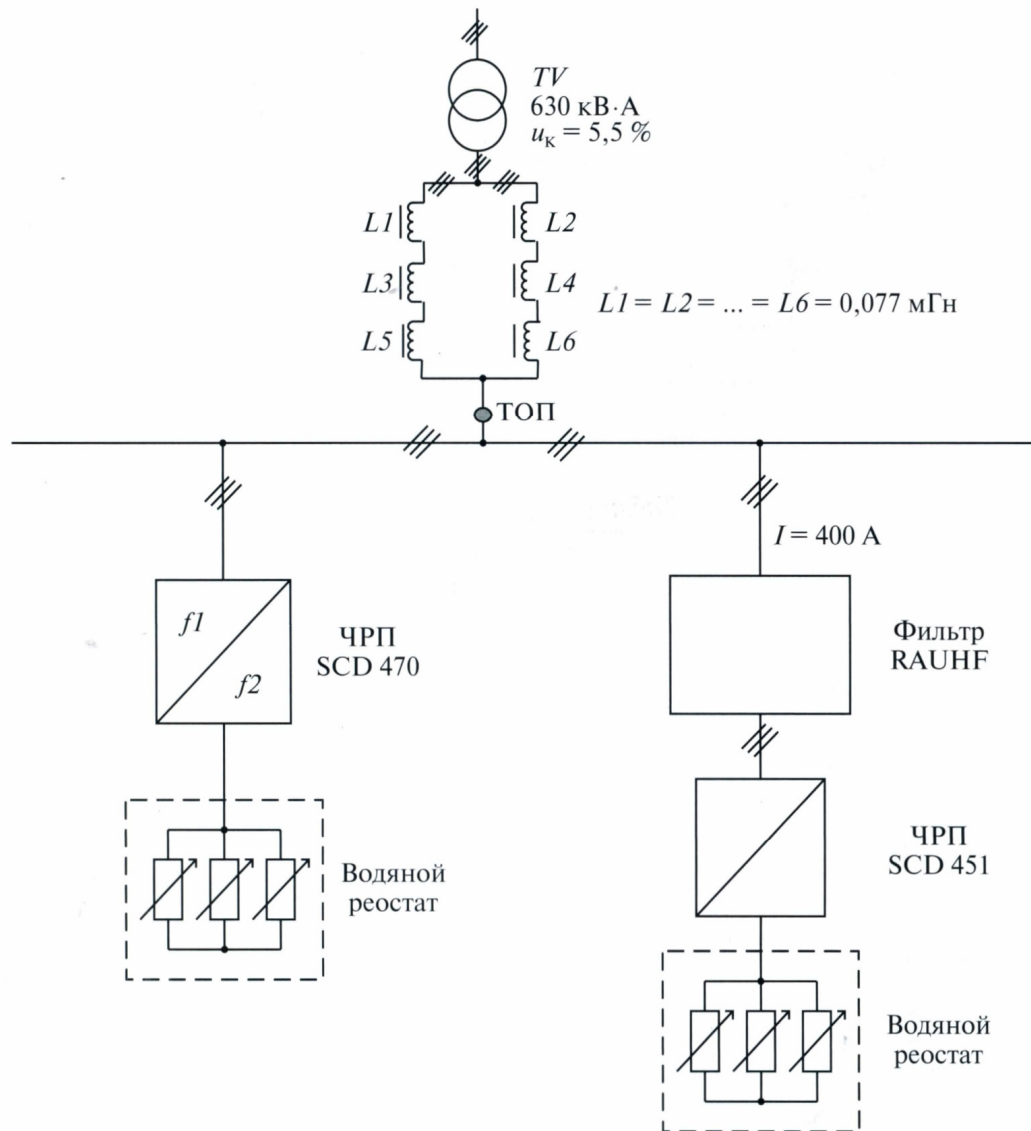 TV
630 кВ·А
uк = 5,5 %
L1
L2
L3
L4
L1 = L2 = ... = L6 = 0,077 мГн
L5
L6
ТОП
I = 400 А
f1
f2
ЧРП
SCD 470
Фильтр
RAUHF
Водяной
реостат
ЧРП
SCD 451
Водяной
реостат